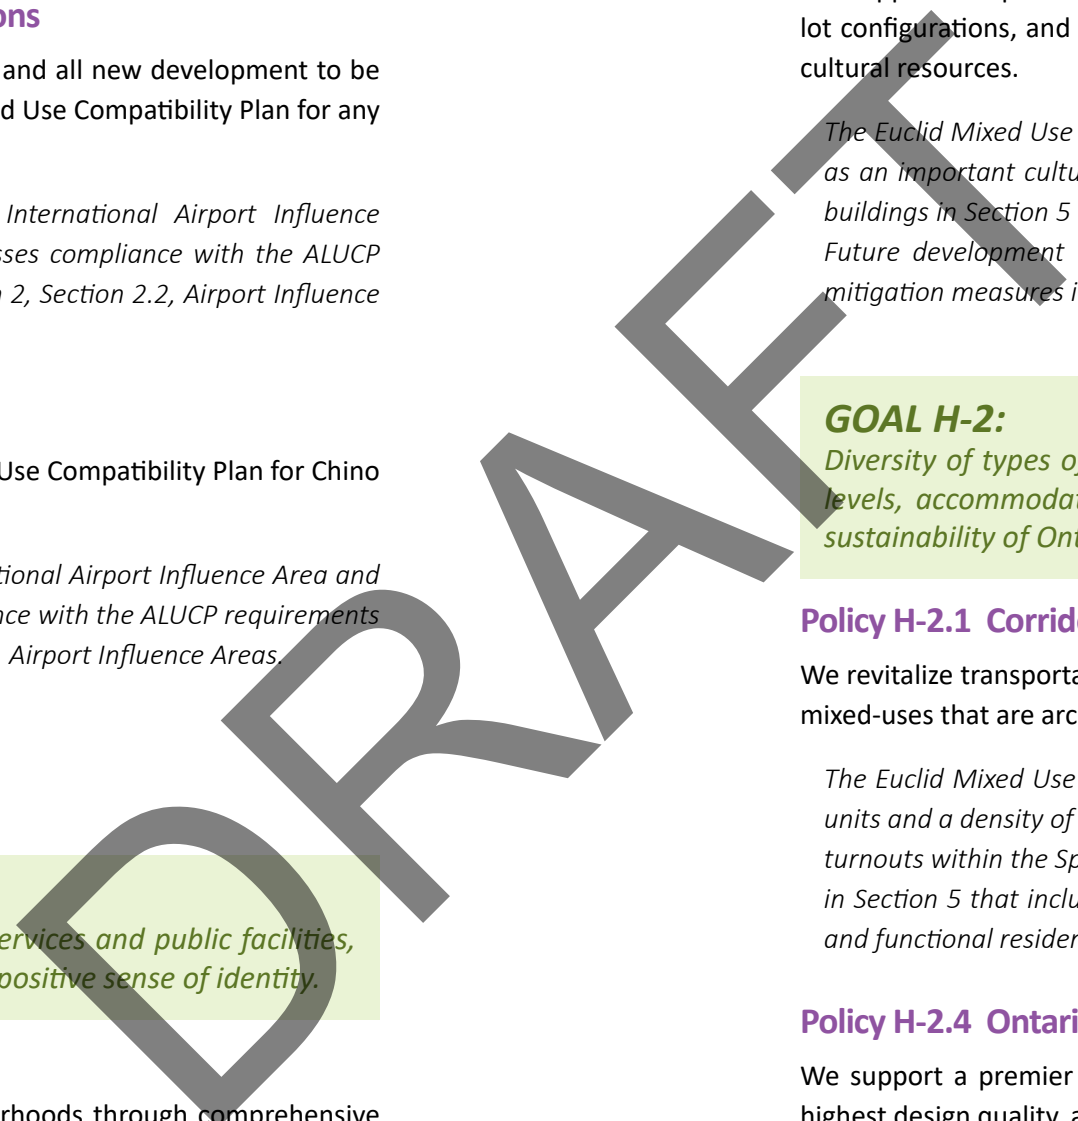 ons
and all new development to be
d Use Compatibility Plan for any
International Airport Influence
sses compliance with the ALUCP
n 2, Section 2.2, Airport Influence
Use Compatibility Plan for Chino
tional Airport Influence Area and
nce with the ALUCP requirements
Airport Influence Areas.
ervices and public facilities,
positive sense of identity.
rhoods through comprehensive
lot configurations, and
cultural resources.
The Euclid Mixed Use
as an important cultu
buildings in Section 5
Future development
mitigation measures i
GOAL H-2:
Diversity of types of
levels, accommodat
sustainability of Ont
Policy H-2.1 Corrido
We revitalize transporta
mixed-uses that are arc
The Euclid Mixed Use
units and a density of
turnouts within the Sp
in Section 5 that inclu
and functional residen
Policy H-2.4 Ontari
We support a premier
highest design quality, a
DRAFT